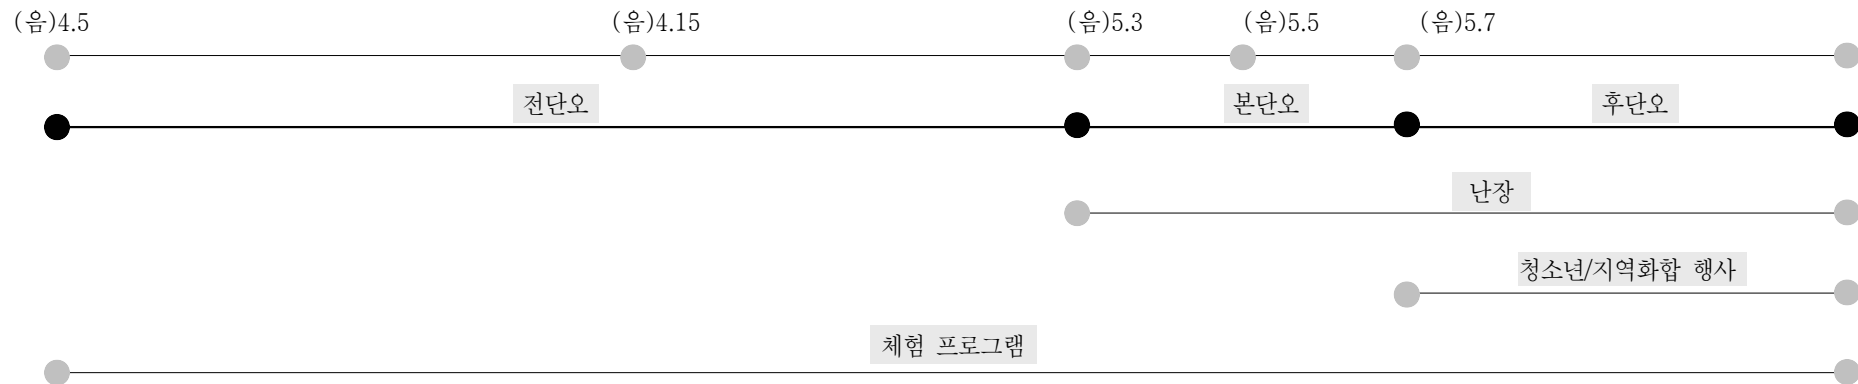 (음)4.5 (음)4.15 (음)5.3 (음)5.5 (음)5.7
전단오 본단오 후단오
난장
청소년/지역화합 행사
체험 프로그램